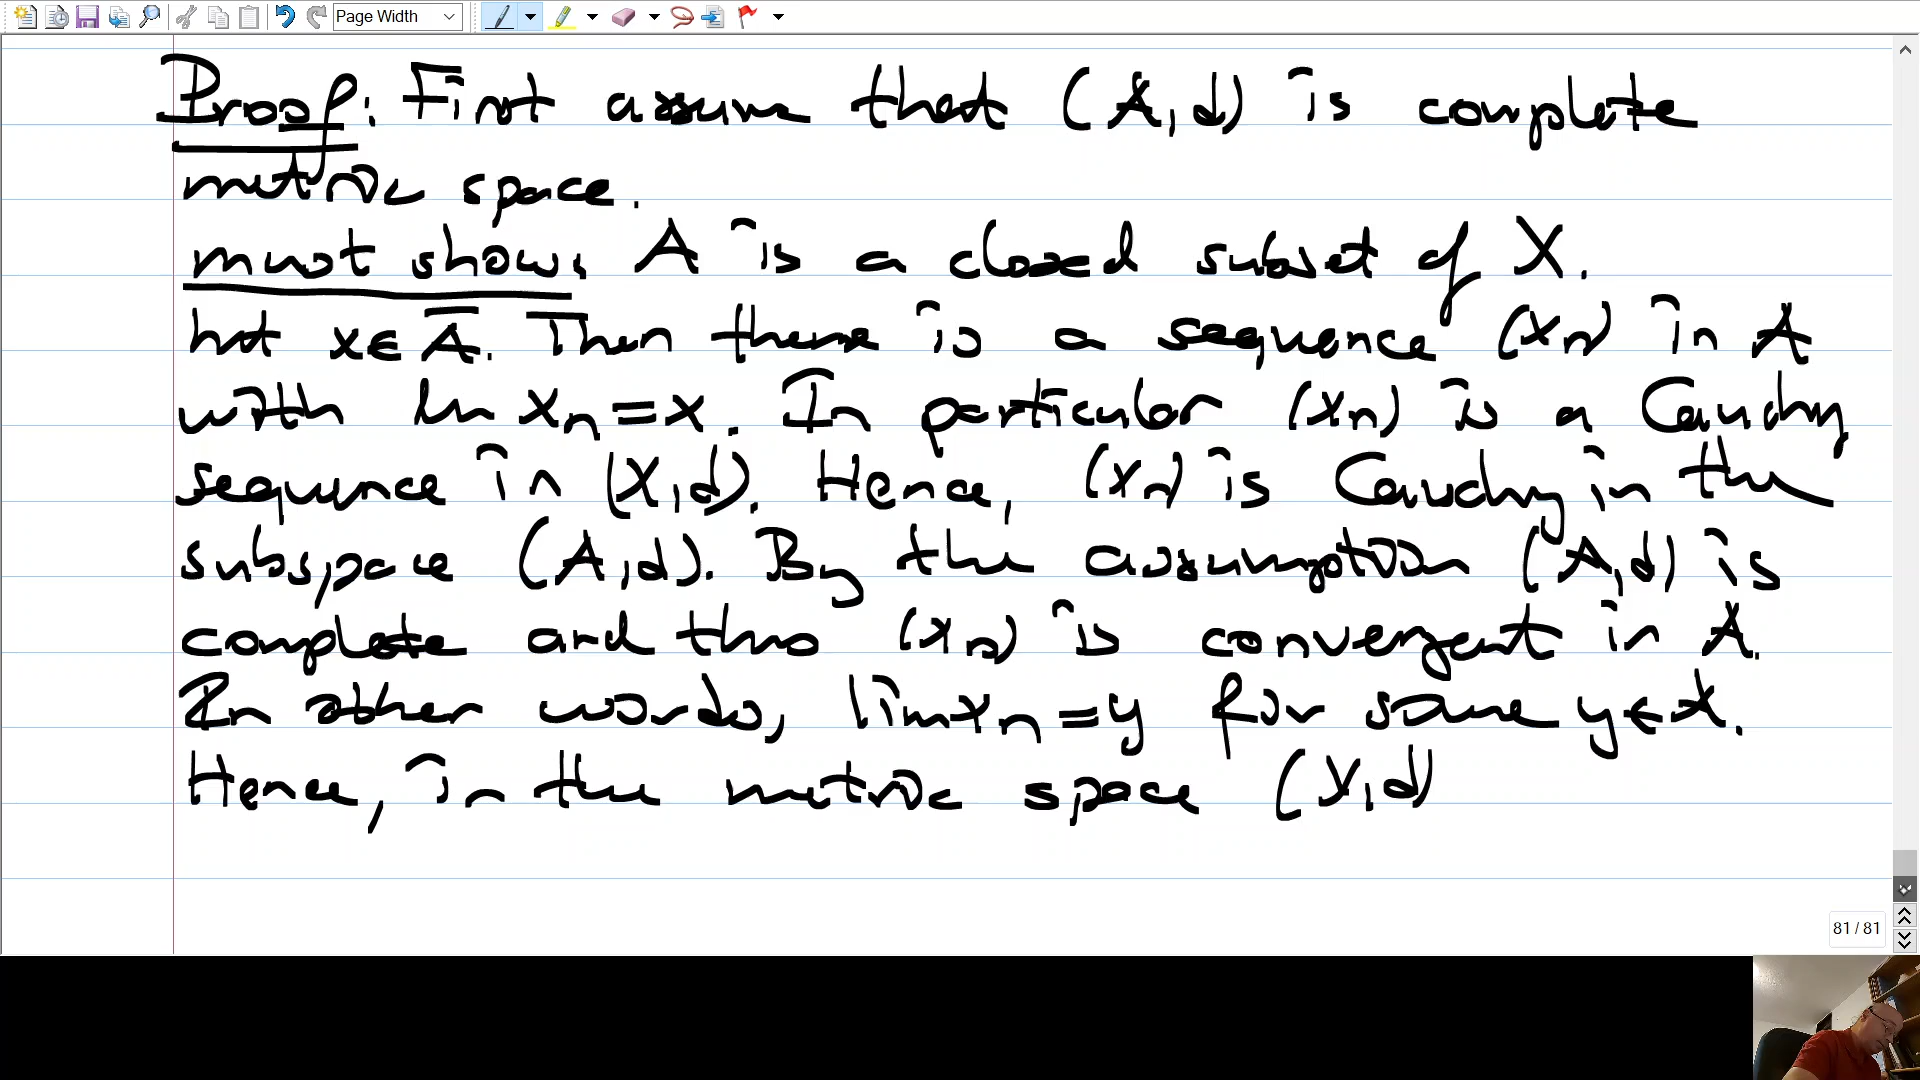 Page Width
Proof: First assume that (A,d) is complete
metric space.
must show: A is a closed subset of X.
Let x∈A̅. Then there is a sequence (xₙ) in A
with lim xₙ=x. In particular (xₙ) is a Cauchy
sequence in (X,d). Hence, (xₙ) is Cauchy in the
subspace (A,d). By the assumption (A,d) is
complete and thus (xₙ) is convergent in A.
In other words, lim xₙ=y for some y∈A.
Hence, in the metric space (X,d)
81 / 81